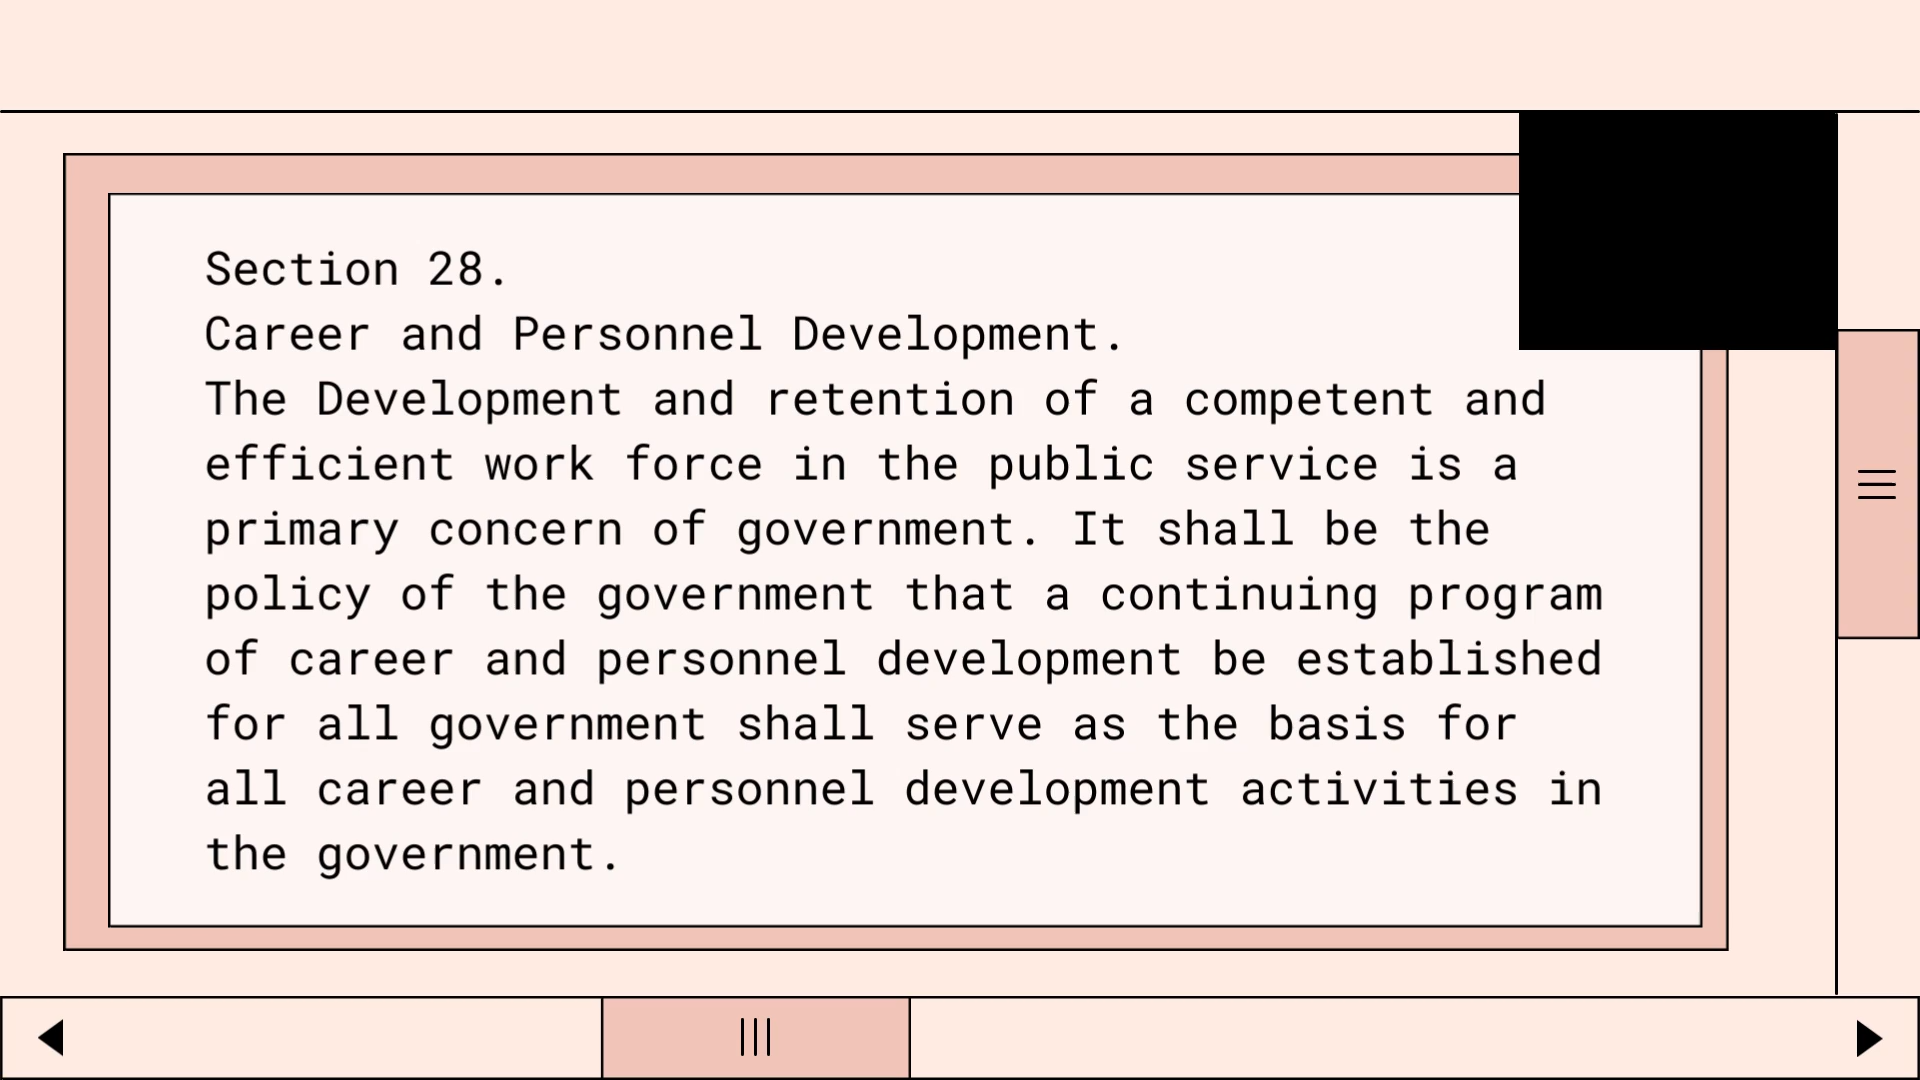 Section 28.
Career and Personnel Development.
The Development and retention of a competent and
efficient work force in the public service is a
primary concern of government. It shall be the
policy of the government that a continuing program
of career and personnel development be established
for all government shall serve as the basis for
all career and personnel development activities in
the government.